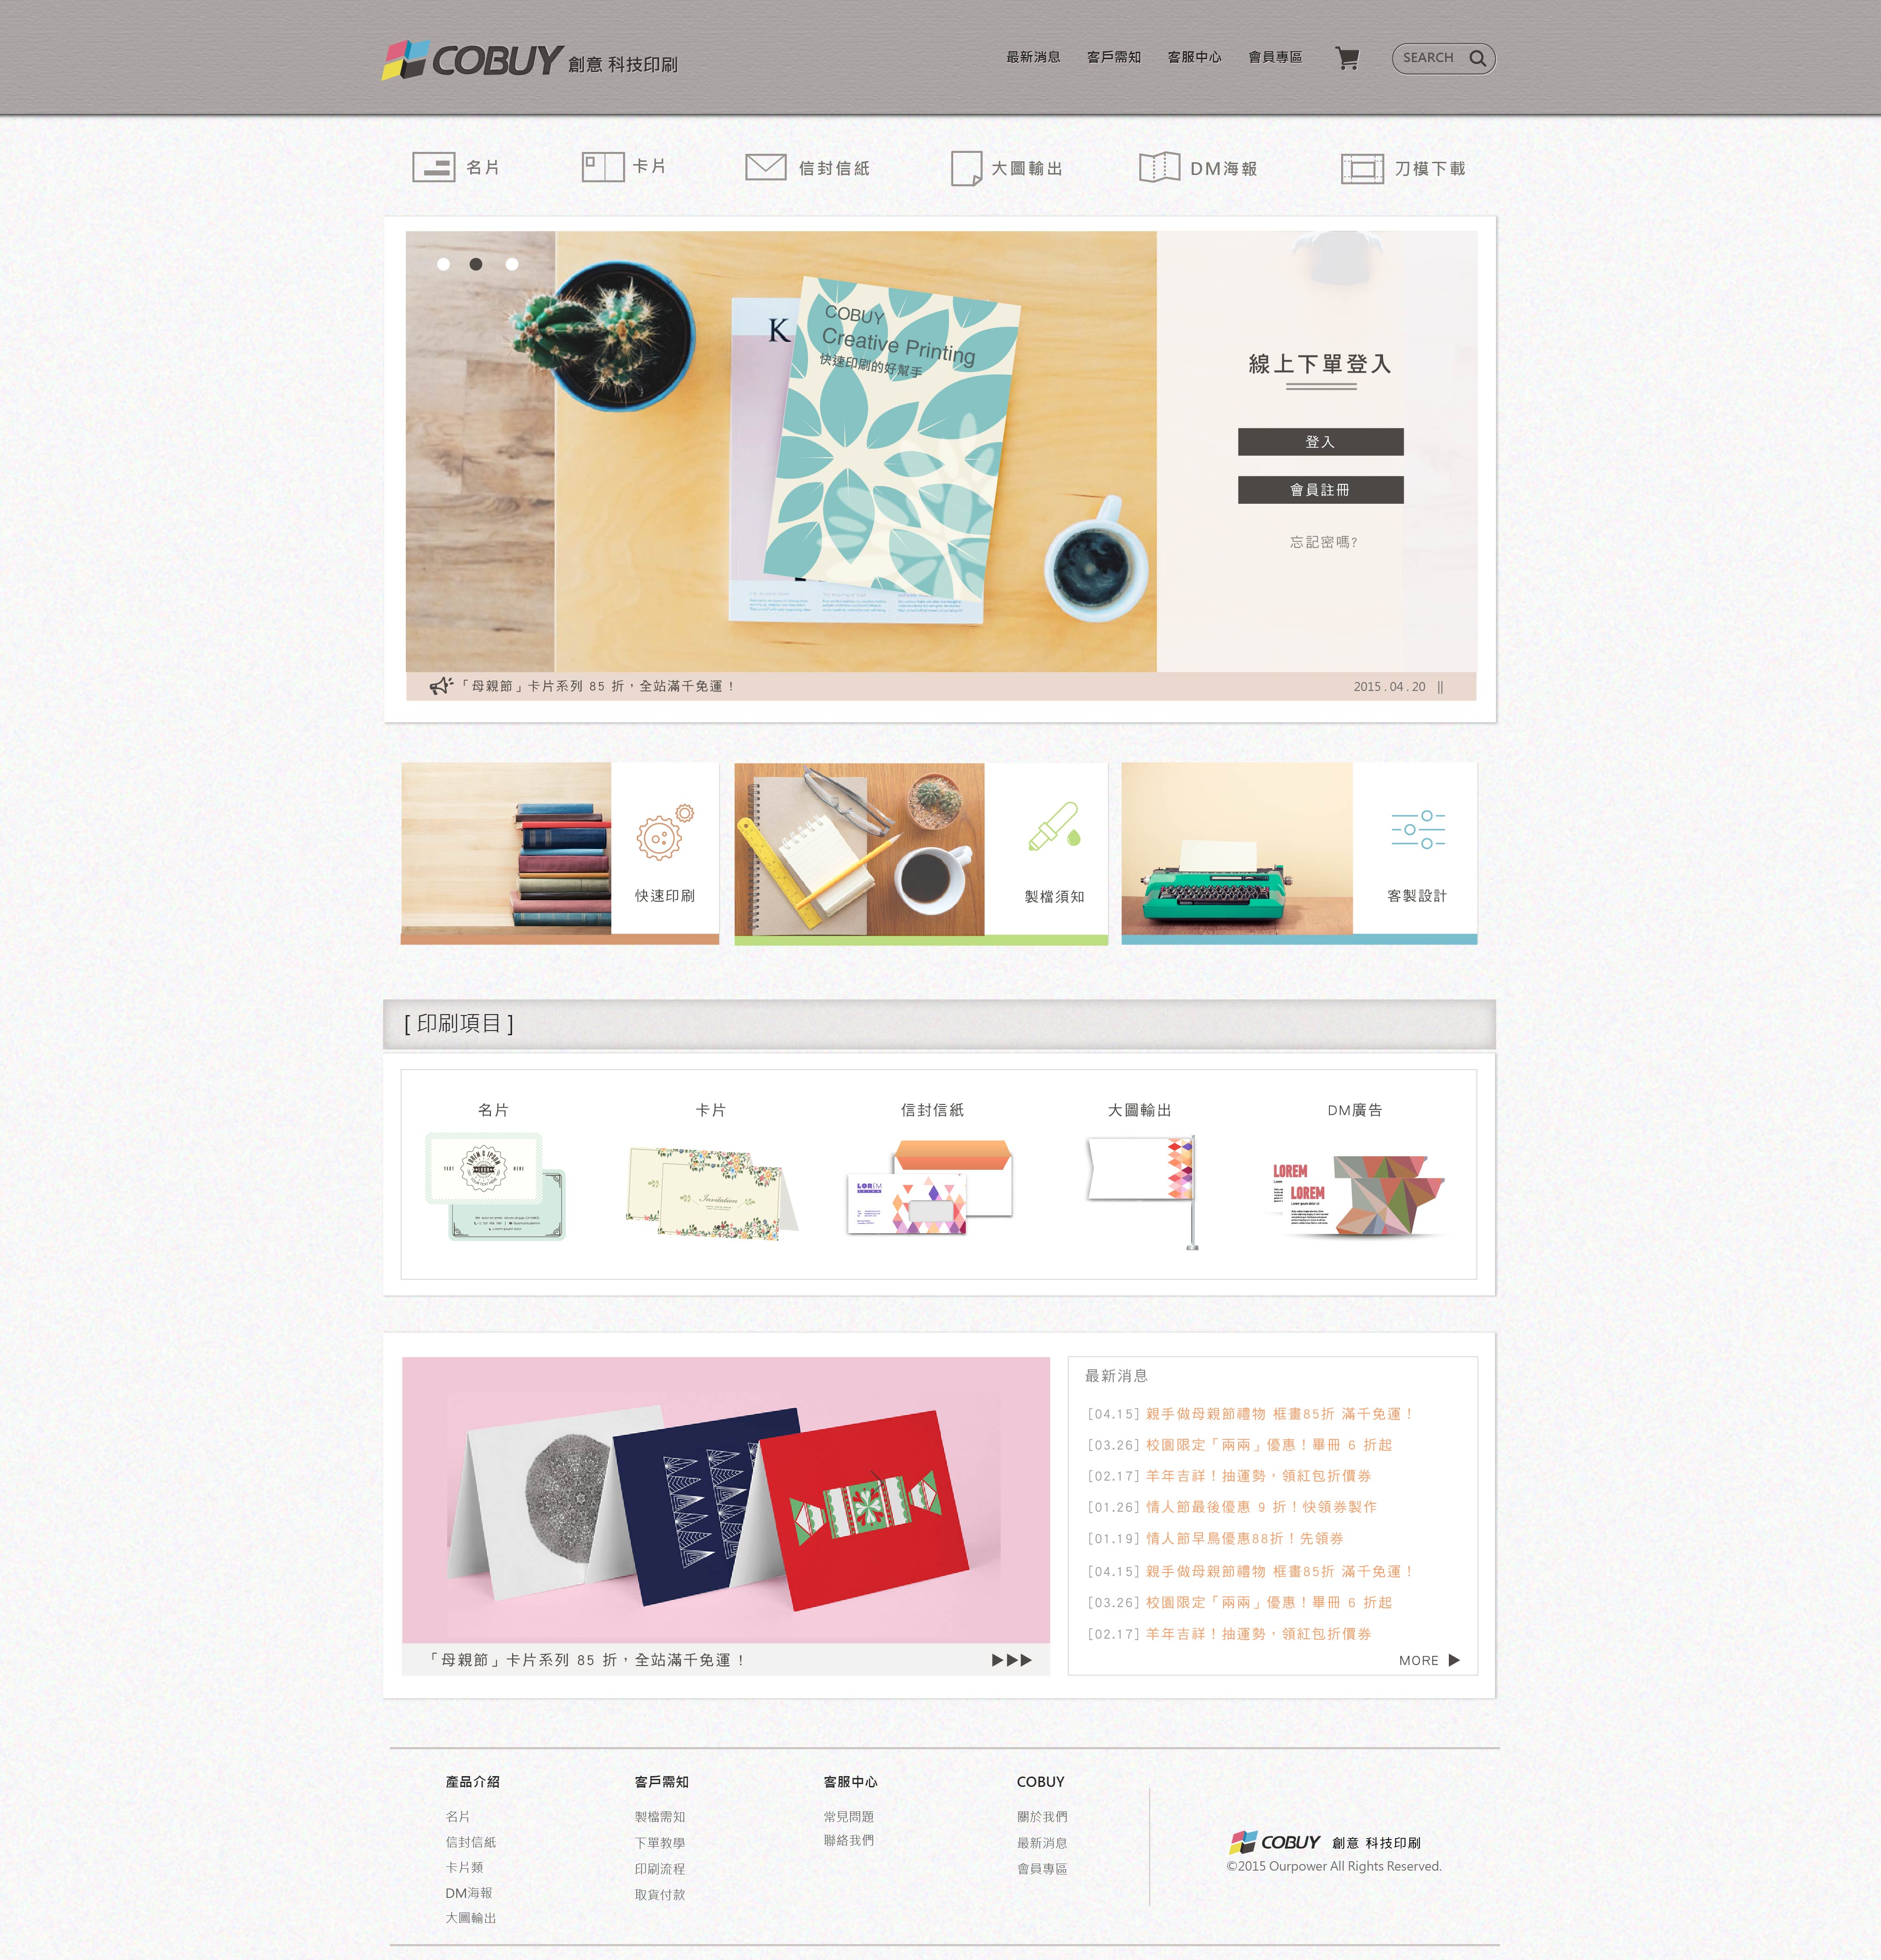 COBUY 創意 科技印刷
最新消息 客戶需知 客服中心 會員專區 SEARCH
名片 卡片 信封信紙 大圖輸出 DM海報 刀模下載
K
COBUY
Creative Printing
快速印刷的好幫手
線上下單登入
登入
會員註冊
忘記密嗎?
「母親節」卡片系列 85 折，全站滿千免運！ 2015.04.20 ||
快速印刷 製檔須知 客製設計
[ 印刷項目 ]
名片 卡片 信封信紙 大圖輸出 DM廣告
TEXT LOREM & IPSUM HERE
Invitation
LOREM
LOREM
LOREM
最新消息
[04.15] 親手做母親節禮物 框畫85折 滿千免運！
[03.26] 校園限定「兩兩」優惠！畢冊 6 折起
[02.17] 羊年吉祥！抽運勢，領紅包折價券
[01.26] 情人節最後優惠 9 折！快領券製作
[01.19] 情人節早鳥優惠88折！先領券
[04.15] 親手做母親節禮物 框畫85折 滿千免運！
[03.26] 校園限定「兩兩」優惠！畢冊 6 折起
[02.17] 羊年吉祥！抽運勢，領紅包折價券
MORE
「母親節」卡片系列 85 折，全站滿千免運！
產品介紹
名片
信封信紙
卡片類
DM海報
大圖輸出
客戶需知
製檔需知
下單教學
印刷流程
取貨付款
客服中心
常見問題
聯絡我們
COBUY
關於我們
最新消息
會員專區
COBUY 創意 科技印刷
©2015 Ourpower All Rights Reserved.